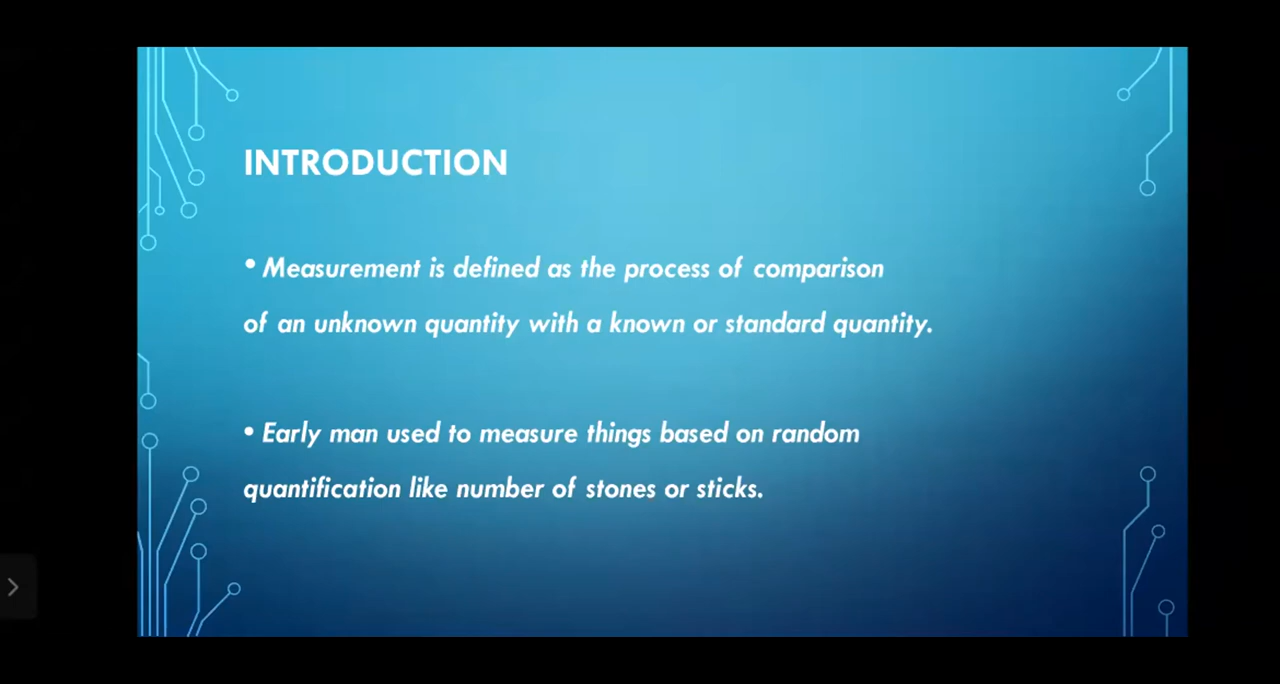 INTRODUCTION
• Measurement is defined as the process of comparison
of an unknown quantity with a known or standard quantity.
• Early man used to measure things based on random
quantification like number of stones or sticks.